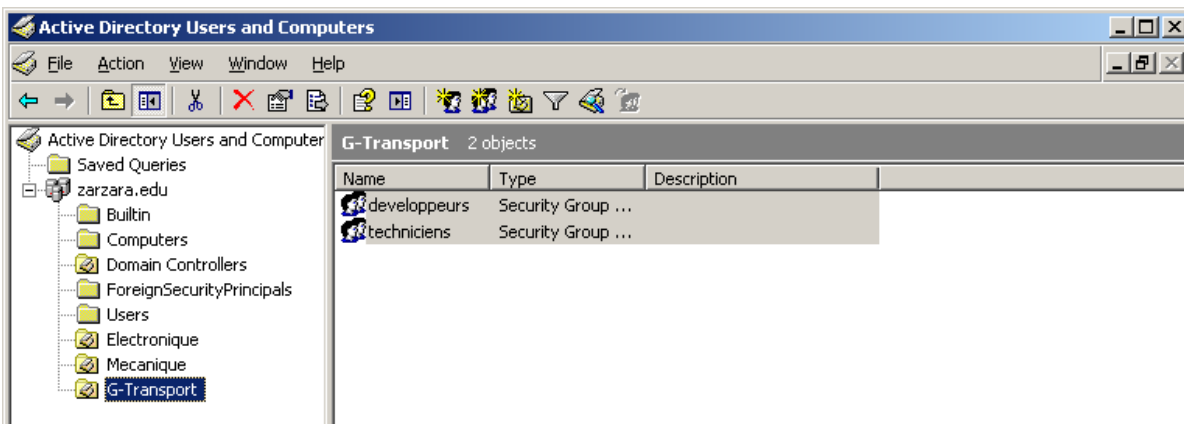 Active Directory Users and Computers
File Action View Window Help
Active Directory Users and Computer
Saved Queries
zarzara.edu
Builtin
Computers
Domain Controllers
ForeignSecurityPrincipals
Users
Electronique
Mecanique
G-Transport
G-Transport 2 objects
Name Type Description
developpeurs Security Group ...
techniciens Security Group ...